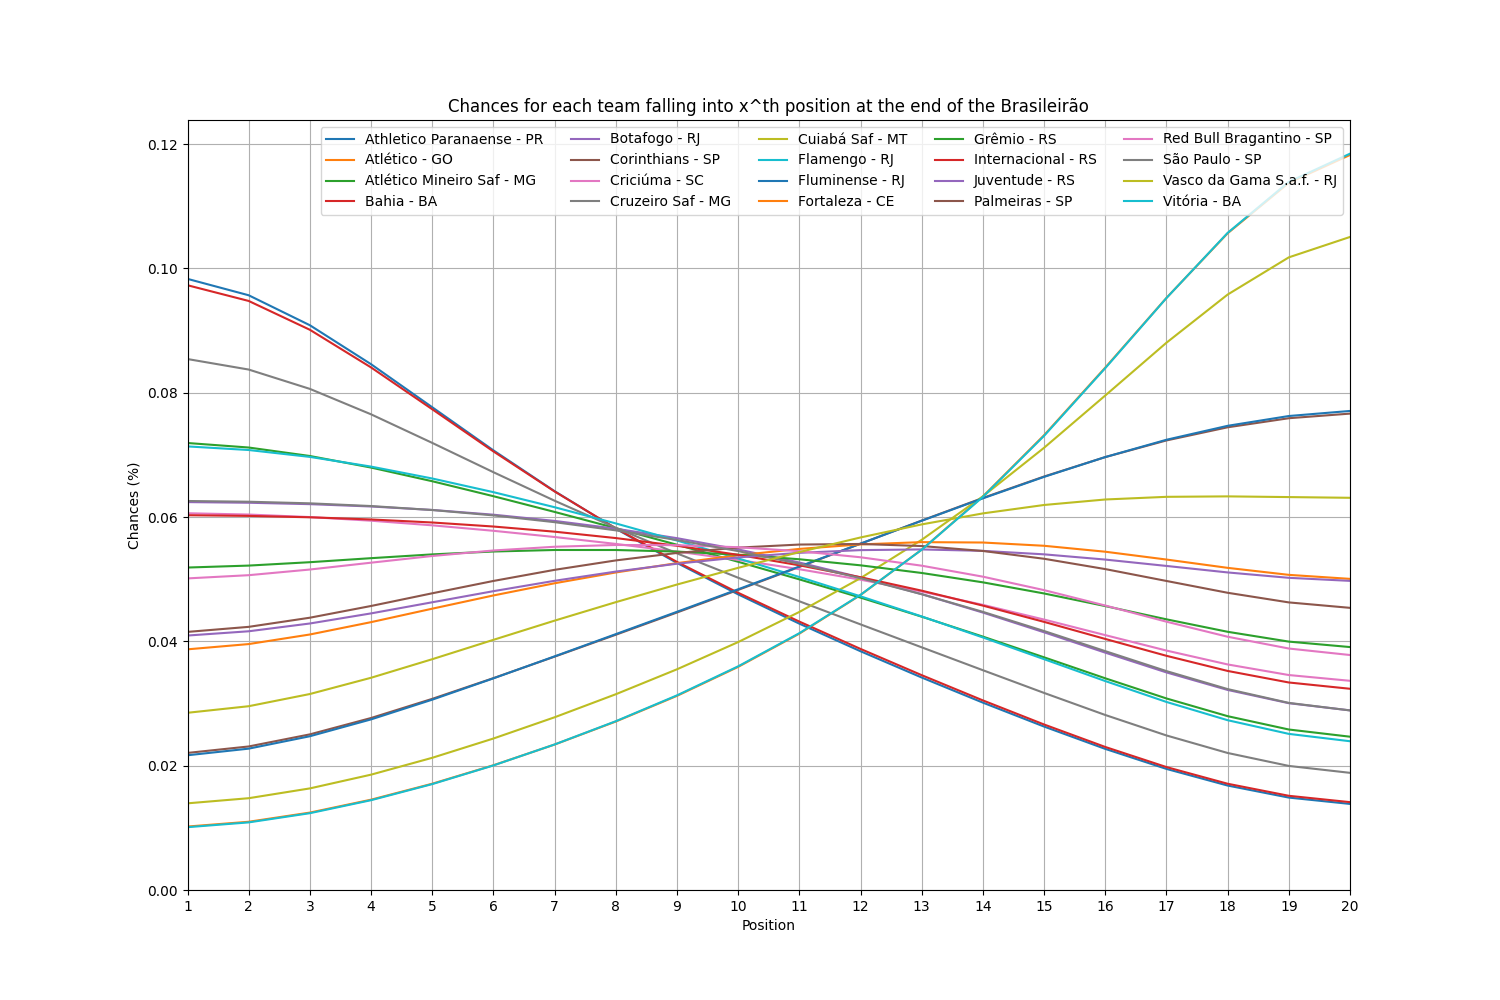 Chances for each team falling into x^th position at the end of the Brasileirão
Athletico Paranaense - PR
Atlético - GO
Atlético Mineiro Saf - MG
Bahia - BA
Botafogo - RJ
Corinthians - SP
Criciúma - SC
Cruzeiro Saf - MG
Cuiabá Saf - MT
Flamengo - RJ
Fluminense - RJ
Fortaleza - CE
Grêmio - RS
Internacional - RS
Juventude - RS
Palmeiras - SP
Red Bull Bragantino - SP
São Paulo - SP
Vasco da Gama S.a.f. - RJ
Vitória - BA
Chances (%)
0.12
0.10
0.08
0.06
0.04
0.02
0.00
1 2 3 4 5 6 7 8 9 10 11 12 13 14 15 16 17 18 19 20
Position